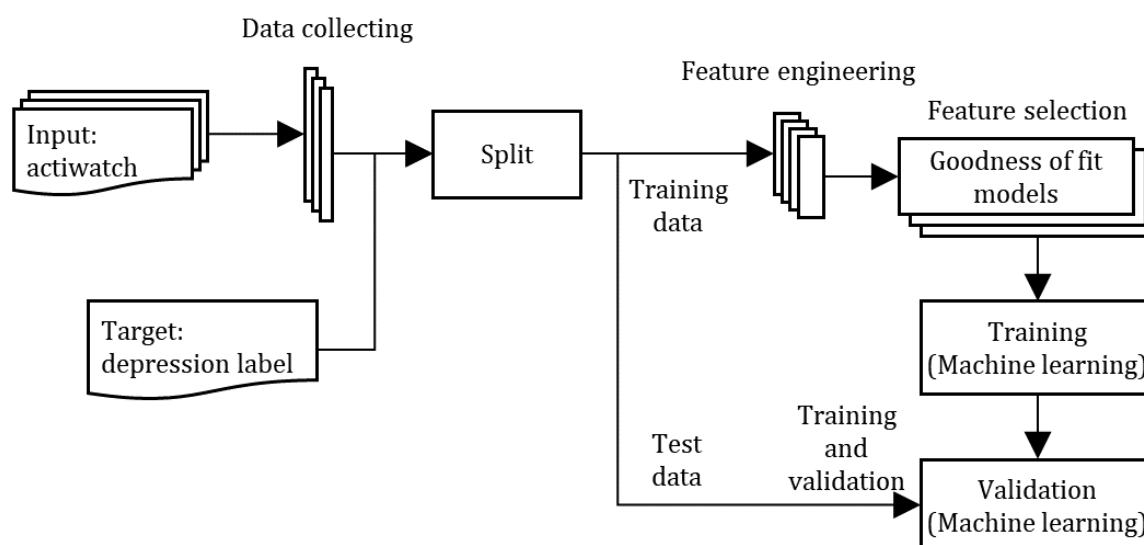 Data collecting
Feature engineering
Feature selection
Input:
actiwatch
Split
Goodness of fit
models
Training
data
Target:
depression label
Training
(Machine learning)
Test
data
Training
and
validation
Validation
(Machine learning)